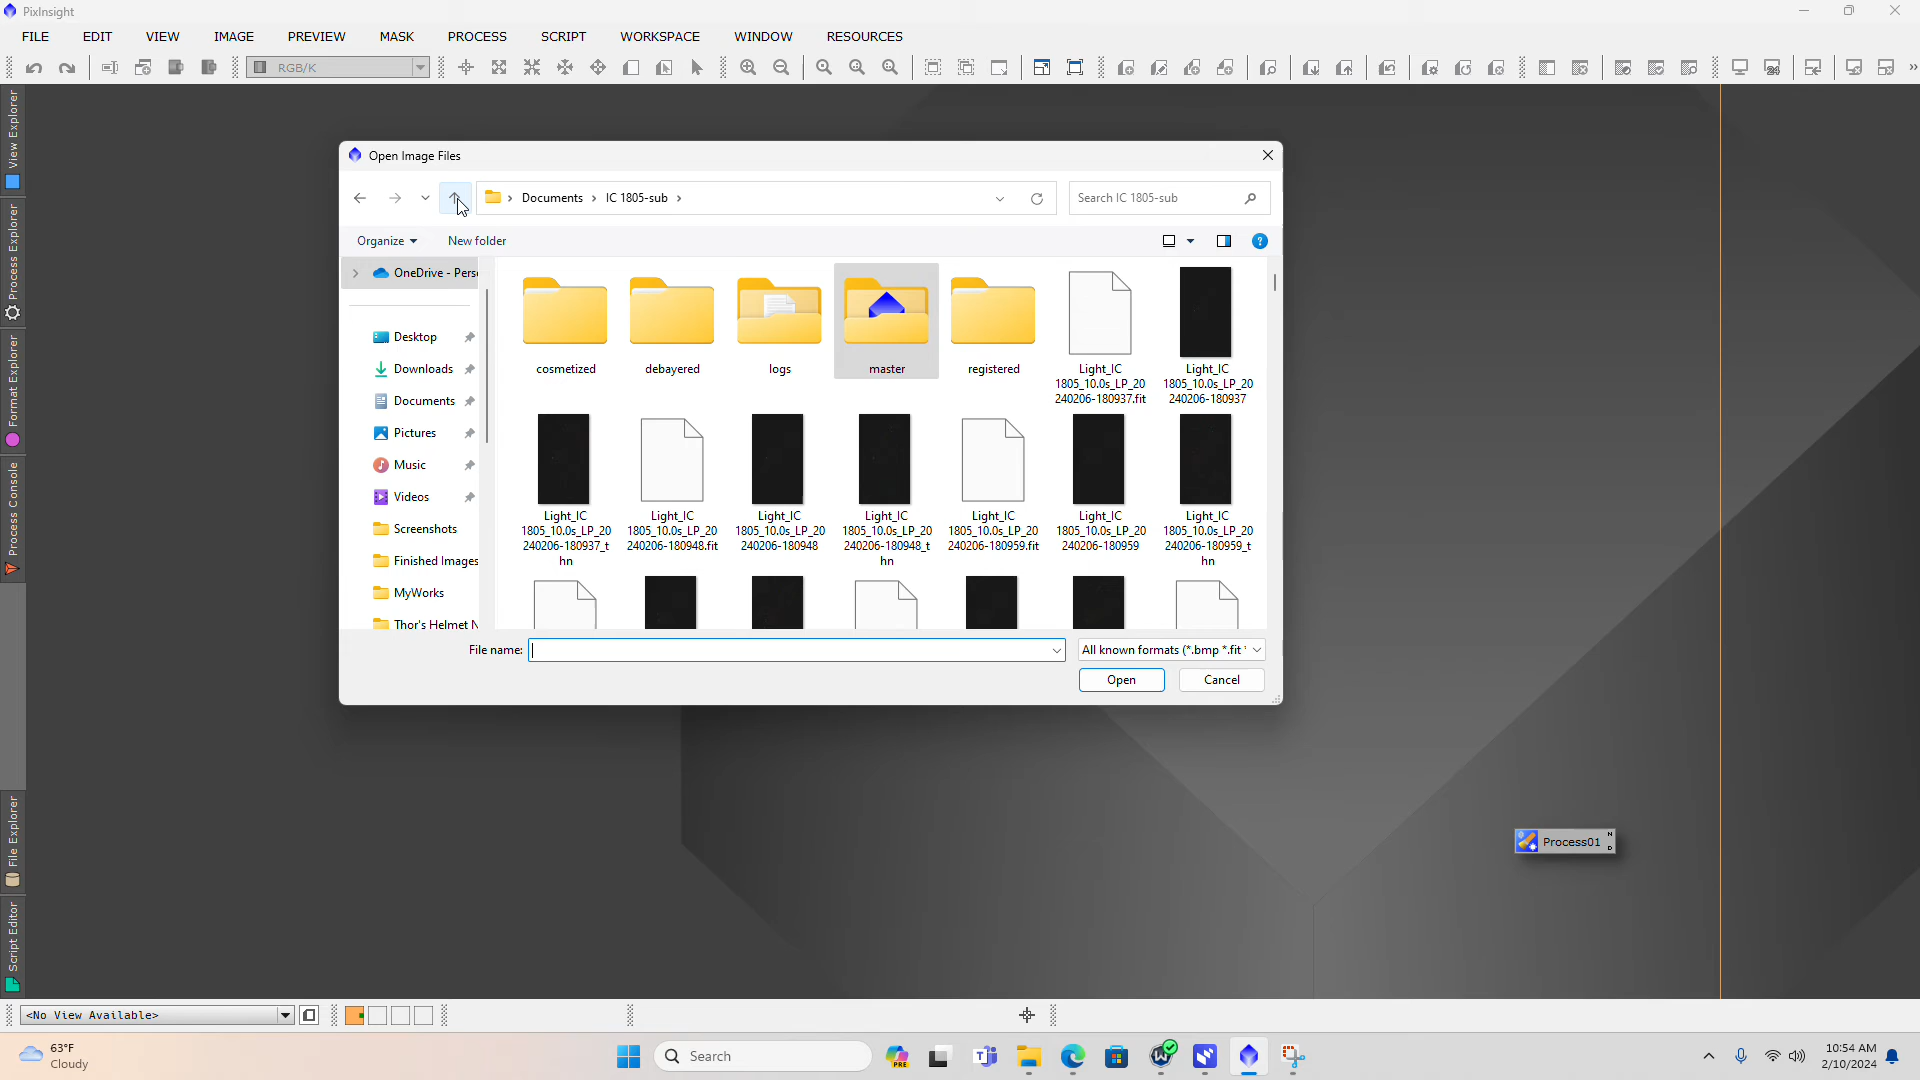 PixInsight
FILE EDIT VIEW IMAGE PREVIEW MASK PROCESS SCRIPT WORKSPACE WINDOW RESOURCES
RGB/K
24
View Explorer
Process Explorer
Format Explorer
Process Console
File Explorer
Script Editor
Open Image Files
Documents IC 1805-sub
Search IC 1805-sub
Organize New folder
OneDrive - Pers
Desktop
Downloads
Documents
Pictures
Music
Videos
Screenshots
Finished Images
MyWorks
Thor's Helmet N
cosmetized
debayered
logs
master
registered
Light_IC
1805_10.0s_LP_20
240206-180937.fit
Light_IC
1805_10.0s_LP_20
240206-180937
Light_IC
1805_10.0s_LP_20
240206-180937_t
hn
Light_IC
1805_10.0s_LP_20
240206-180948.fit
Light_IC
1805_10.0s_LP_20
240206-180948
Light_IC
1805_10.0s_LP_20
240206-180948_t
hn
Light_IC
1805_10.0s_LP_20
240206-180959.fit
Light_IC
1805_10.0s_LP_20
240206-180959
Light_IC
1805_10.0s_LP_20
240206-180959_t
hn
File name:
All known formats (*.bmp *.fit *
Open Cancel
Process01
N
D
<No View Available>
63°F
Cloudy
Search
PRE
10:54 AM
2/10/2024